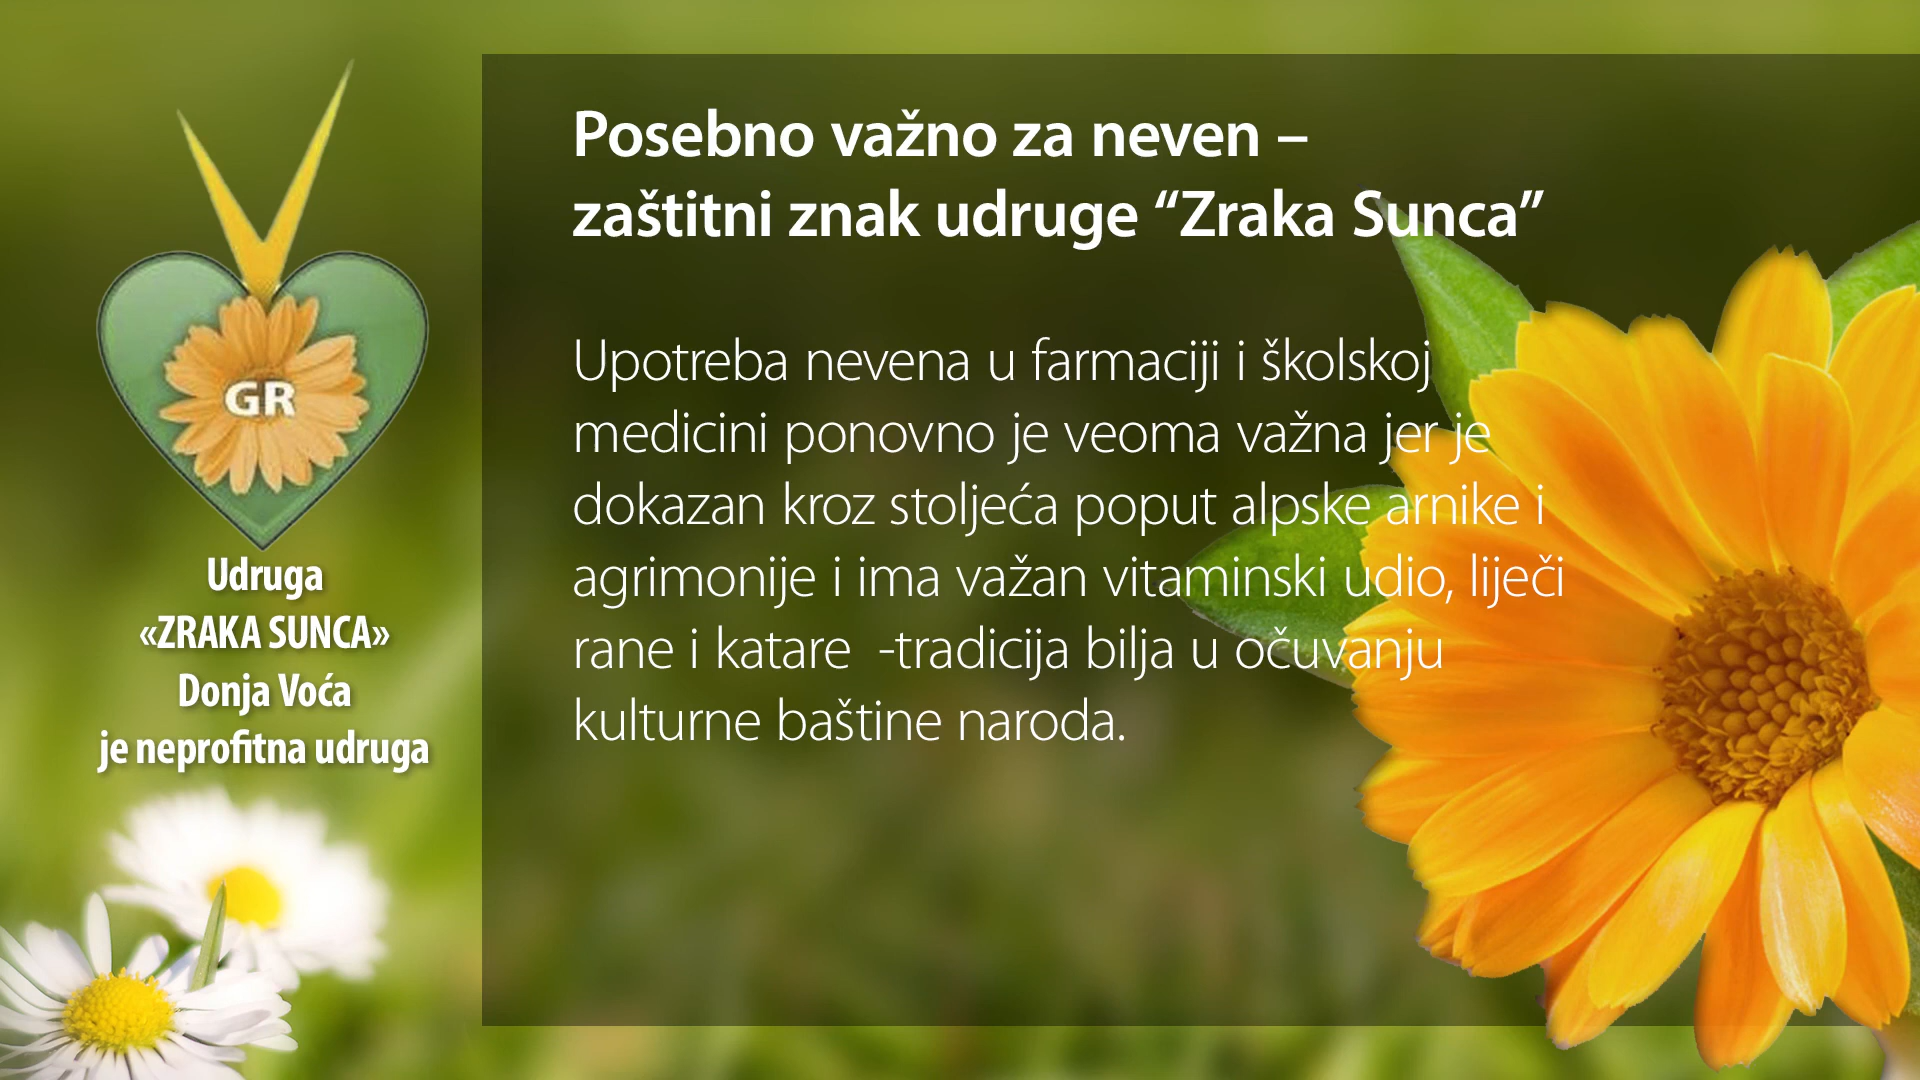 GR
Udruga
«ZRAKA SUNCA»
Donja Voća
je neprofitna udruga
Posebno važno za neven –
zaštitni znak udruge “Zraka Sunca”
Upotreba nevena u farmaciji i školskoj
medicini ponovno je veoma važna jer je
dokazan kroz stoljeća poput alpske arnike i
agrimonije i ima važan vitaminski udio, liječi
rane i katare  -tradicija bilja u očuvanju
kulturne baštine naroda.